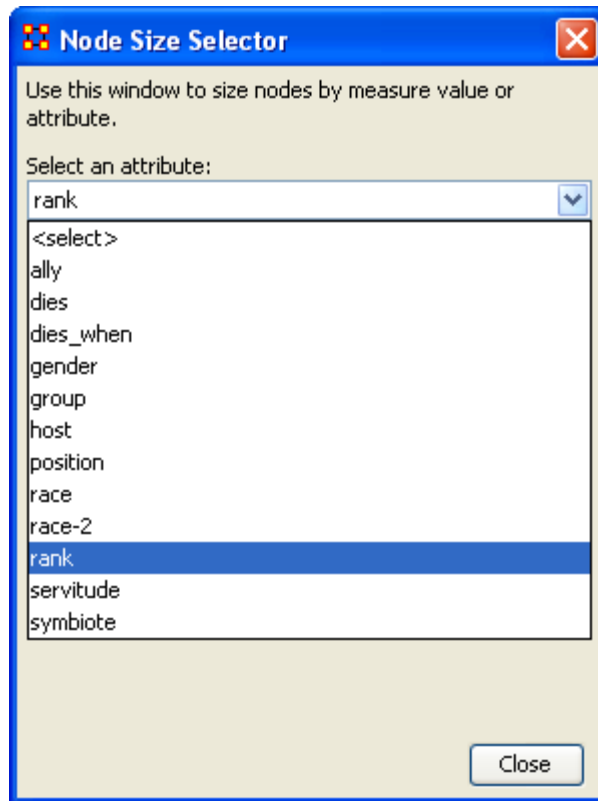 Node Size Selector
Use this window to size nodes by measure value or
attribute.
Select an attribute:
rank
<select>
ally
dies
dies_when
gender
group
host
position
race
race-2
rank
servitude
symbiote
Close